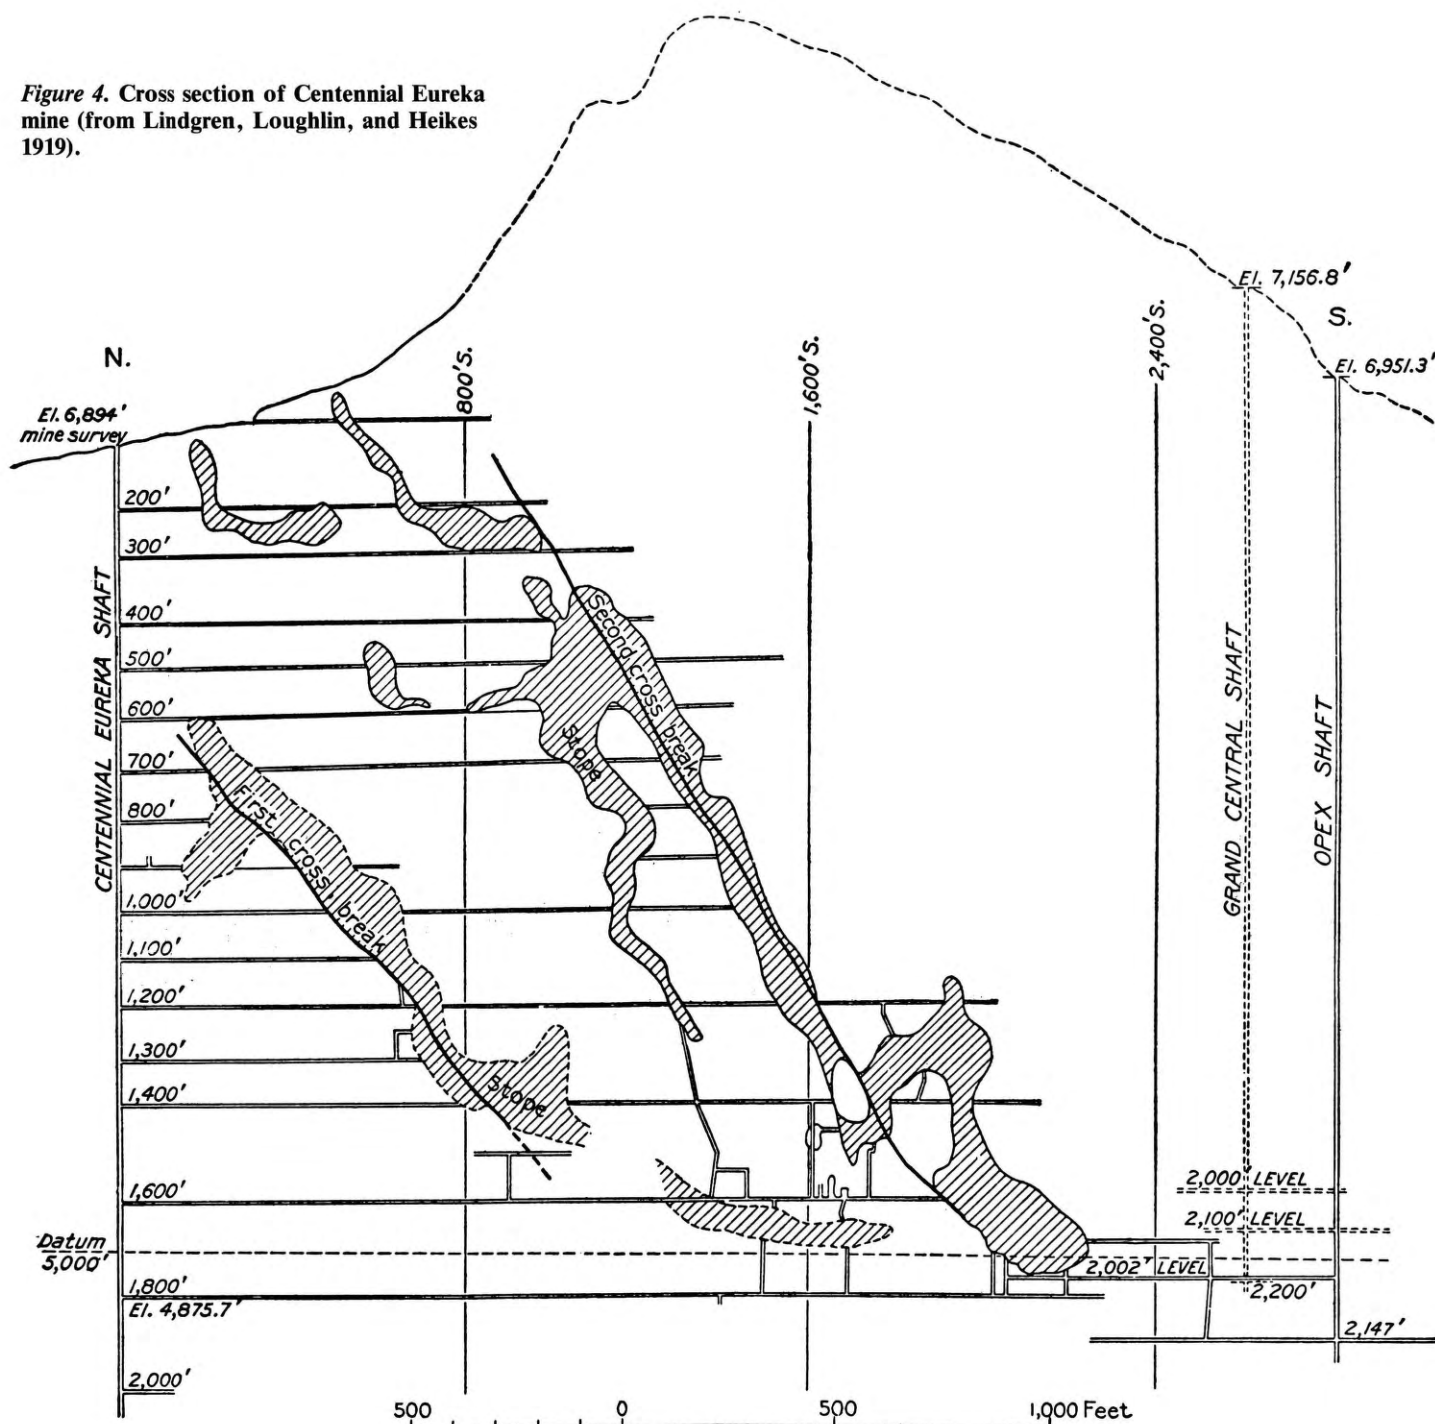 Figure 4. Cross section of Centennial Eureka
mine (from Lindgren, Loughlin, and Heikes
1919).
El. 7,156.8'
S.
N.
800's.
1,600's.
2,400's.
El. 6,951.3'
El. 6,894'
mine survey
CENTENNIAL EUREKA SHAFT
GRAND CENTRAL SHAFT
OPEX SHAFT
200'
300'
400'
500'
600'
700'
800'
1.000'
1,100'
1,200'
1,300'
1,400'
1,600'
1,800'
El. 4,875.7'
2,000'
Datum
5,000'
First cross break
Stope
Second cross break
Stope
2,000' LEVEL
2,100' LEVEL
2,002' LEVEL
2,200'
2,147'
500 0 500 1,000 Feet